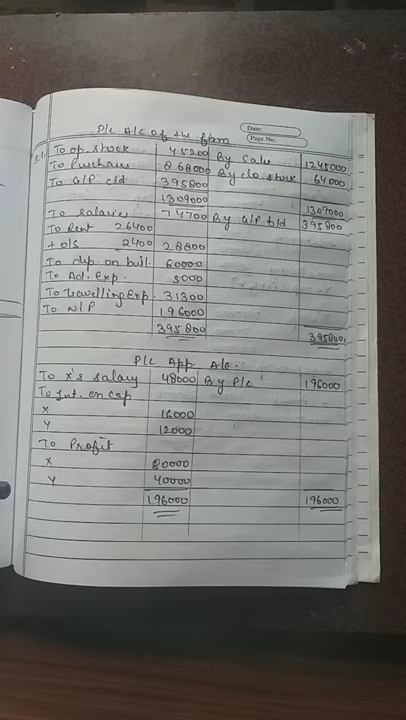 Date:
Page No.
P/L A/c of the firm
Q.1. To op. stock 45200 By Sale 1245000
To Purchases 868000 By clo stock 64000
To G/P c/d 395800
1309000 1309000
To salaries 74700 By G/P b/d 395800
To Rent 26400
+ o/s 2400 28800
To dep. on buil. 60000
To Ad. Exp. 5000
To travelling Exp. 31300
To N/P 196000
395800 395800
P/L App A/c.
To X's salary 48000 By P/L 196000
To Int. on cap
X 16000
Y 12000
To Profit
X 80000
Y 40000
196000 196000